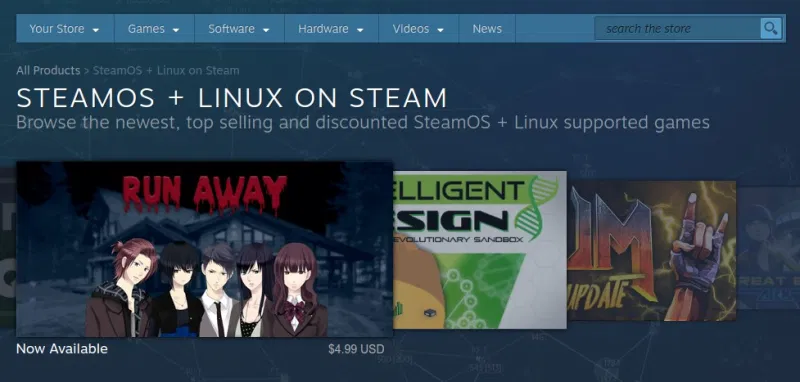 Your Store Games Software Hardware Videos News search the store
All Products > SteamOS + Linux on Steam
STEAMOS + LINUX ON STEAM
Browse the newest, top selling and discounted SteamOS + Linux supported games
RUN AWAY
ELLIGENT
ESIGN
EVOLUTIONARY SANDBOX
UM
UPDATE
REAT E
Now Available $4.99 USD